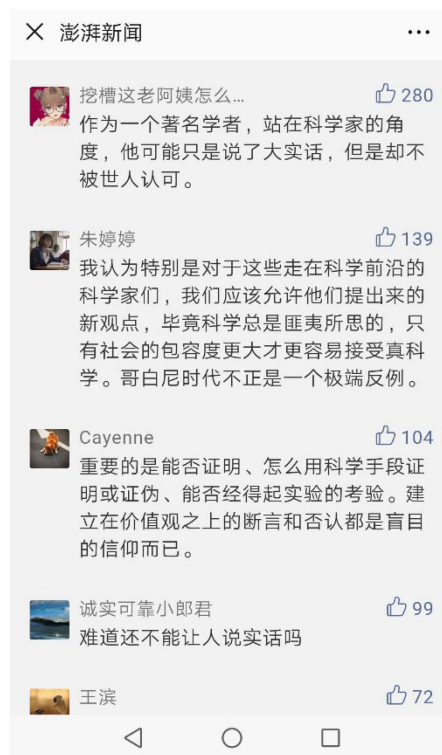 澎湃新闻
挖槽这老阿姨怎么... 280
作为一个著名学者，站在科学家的角
度，他可能只是说了大实话，但是却不
被世人认可。
朱婷婷 139
我认为特别是对于这些走在科学前沿的
科学家们，我们应该允许他们提出来的
新观点，毕竟科学总是匪夷所思的，只
有社会的包容度更大才更容易接受真科
学。哥白尼时代不正是一个极端反例。
Cayenne 104
重要的是能否证明、怎么用科学手段证
明或证伪、能否经得起实验的考验。建
立在价值观之上的断言和否认都是盲目
的信仰而已。
诚实可靠小郎君 99
难道还不能让人说实话吗
王滨 72